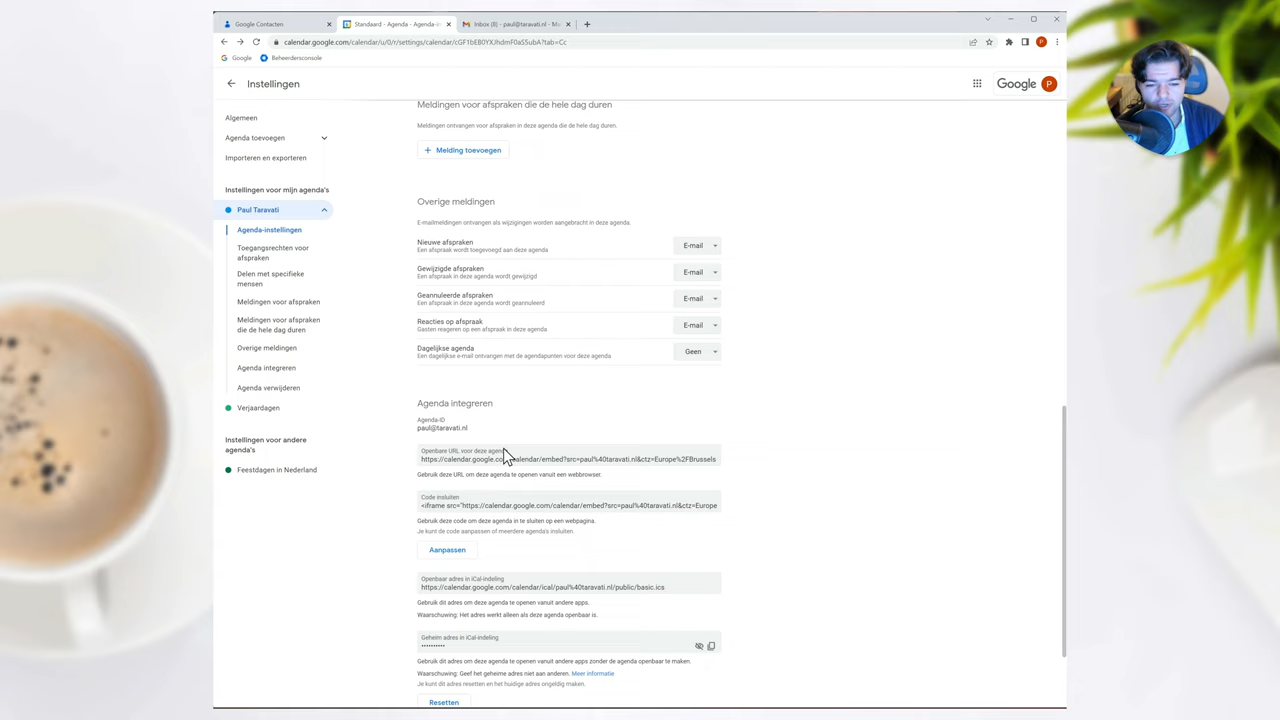 Google Contacten
Standaard - Agenda - Agenda-in
Inbox (8) - paul@taravati.nl - Ma
calendar.google.com/calendar/u/0/r/settings/calendar/cGF1bEB0YXJhdmF0aS5ubA?tab=Cc
Google
Beheerdersconsole
Instellingen
Google
P
Algemeen
Agenda toevoegen
Importeren en exporteren
Instellingen voor mijn agenda's
Paul Taravati
Agenda-instellingen
Toegangsrechten voor
afspraken
Delen met specifieke
mensen
Meldingen voor afspraken
Meldingen voor afspraken
die de hele dag duren
Overige meldingen
Agenda integreren
Agenda verwijderen
Verjaardagen
Instellingen voor andere
agenda's
Feestdagen in Nederland
Meldingen voor afspraken die de hele dag duren
Meldingen ontvangen voor afspraken in deze agenda die de hele dag duren.
+ Melding toevoegen
Overige meldingen
E-mailmeldingen ontvangen als wijzigingen worden aangebracht in deze agenda.
Nieuwe afspraken
Een afspraak wordt toegevoegd aan deze agenda
E-mail
Gewijzigde afspraken
Een afspraak in deze agenda wordt gewijzigd
E-mail
Geannuleerde afspraken
Een afspraak in deze agenda wordt geannuleerd
E-mail
Reacties op afspraak
Gasten reageren op een afspraak in deze agenda
E-mail
Dagelijkse agenda
Een dagelijkse e-mail ontvangen met de agendapunten voor deze agenda
Geen
Agenda integreren
Agenda-ID
paul@taravati.nl
Openbare URL voor deze agenda
https://calendar.google.com/calendar/embed?src=paul%40taravati.nl&ctz=Europe%2FBrussels
Gebruik deze URL om deze agenda te openen vanuit een webbrowser.
Code insluiten
<iframe src="https://calendar.google.com/calendar/embed?src=paul%40taravati.nl&ctz=Europe
Gebruik deze code om deze agenda in te sluiten op een webpagina.
Je kunt de code aanpassen of meerdere agenda's insluiten.
Aanpassen
Openbaar adres in iCal-indeling
https://calendar.google.com/calendar/ical/paul%40taravati.nl/public/basic.ics
Gebruik dit adres om deze agenda te openen vanuit andere apps.
Waarschuwing: Het adres werkt alleen als deze agenda openbaar is.
Geheim adres in iCal-indeling
••••••••••
Gebruik dit adres om deze agenda te openen vanuit andere apps zonder de agenda openbaar te maken.
Waarschuwing: Geef het geheime adres niet aan anderen. Meer informatie
Je kunt dit adres resetten en het huidige adres ongeldig maken.
Resetten